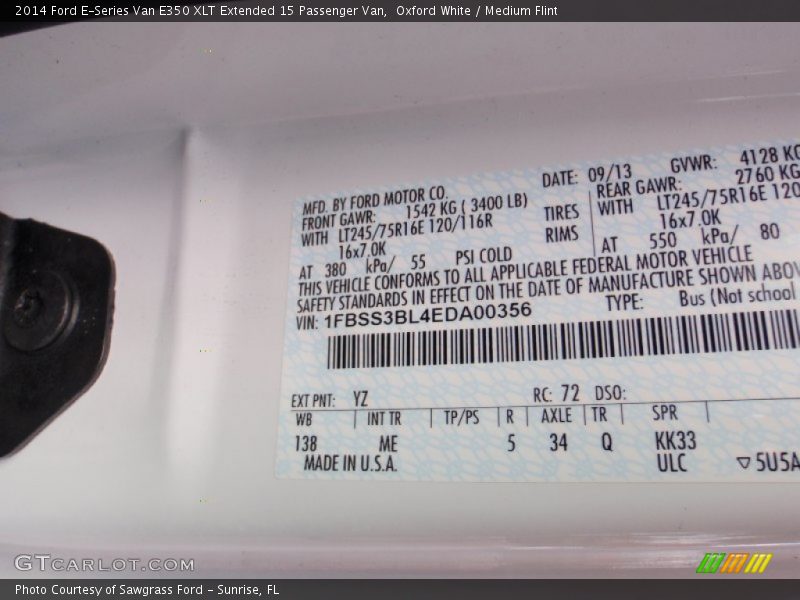 2014 Ford E-Series Van E350 XLT Extended 15 Passenger Van, Oxford White / Medium Flint
MFD. BY FORD MOTOR CO. DATE: 09/13 GVWR: 4128 KG
FRONT GAWR: 1542 KG ( 3400 LB) REAR GAWR: 2760 KG
WITH LT245/75R16E 120/116R TIRES WITH LT245/75R16E 120
16x7.0K RIMS 16x7.0K
AT 380 kPa/ 55 PSI COLD AT 550 kPa/ 80
THIS VEHICLE CONFORMS TO ALL APPLICABLE FEDERAL MOTOR VEHICLE
SAFETY STANDARDS IN EFFECT ON THE DATE OF MANUFACTURE SHOWN ABOV
VIN: 1FBSS3BL4EDA00356 TYPE: Bus (Not school
EXT PNT: YZ RC: 72 DSO:
WB INT TR TP/PS R AXLE TR SPR
138 ME 5 34 Q KK33
MADE IN U.S.A. ULC 5U5A
GTCARLOT.COM
Photo Courtesy of Sawgrass Ford - Sunrise, FL